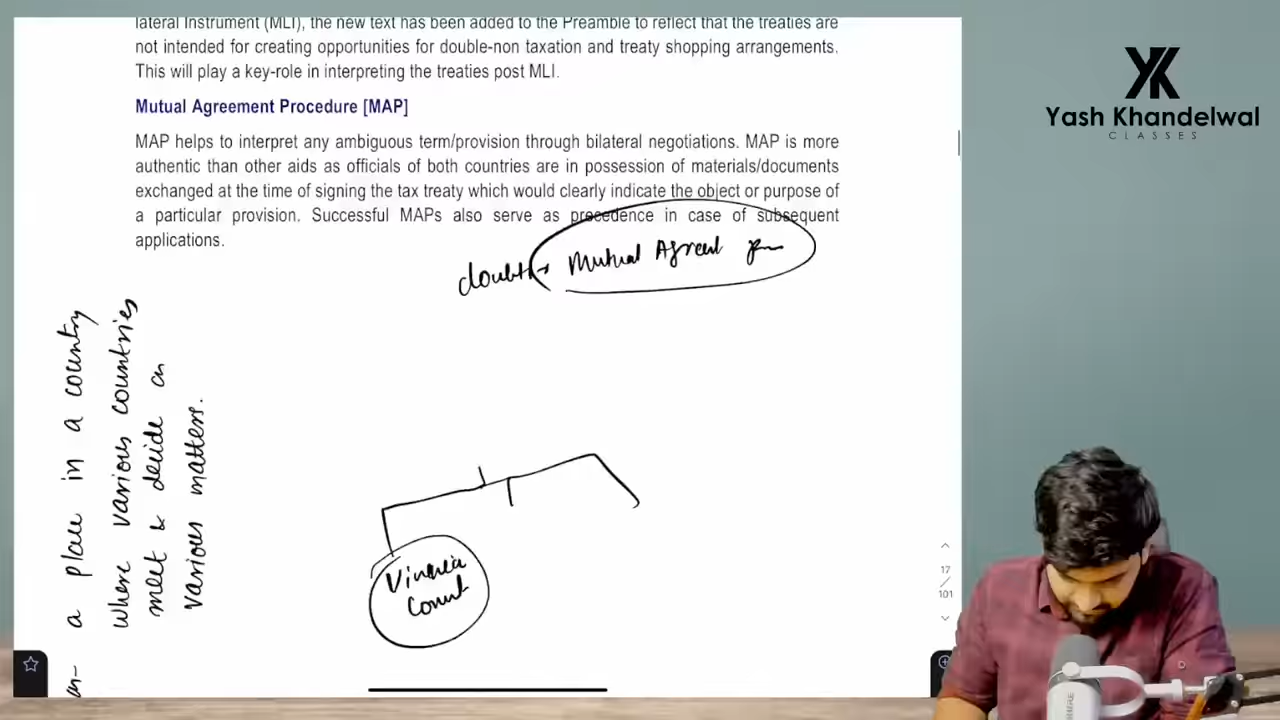 lateral Instrument (MLI), the new text has been added to the Preamble to reflect that the treaties are
not intended for creating opportunities for double-non taxation and treaty shopping arrangements.
This will play a key-role in interpreting the treaties post MLI.
Mutual Agreement Procedure [MAP]
MAP helps to interpret any ambiguous term/provision through bilateral negotiations. MAP is more
authentic than other aids as officials of both countries are in possession of materials/documents
exchanged at the time of signing the tax treaty which would clearly indicate the object or purpose of
a particular provision. Successful MAPs also serve as precedence in case of subsequent
applications.
doubt → Mutual Agreet
a place in a country
where various countries
meet & decide on
various matters.
Vienna
Conv
17
/
101
YK
Yash Khandelwal
CLASSES